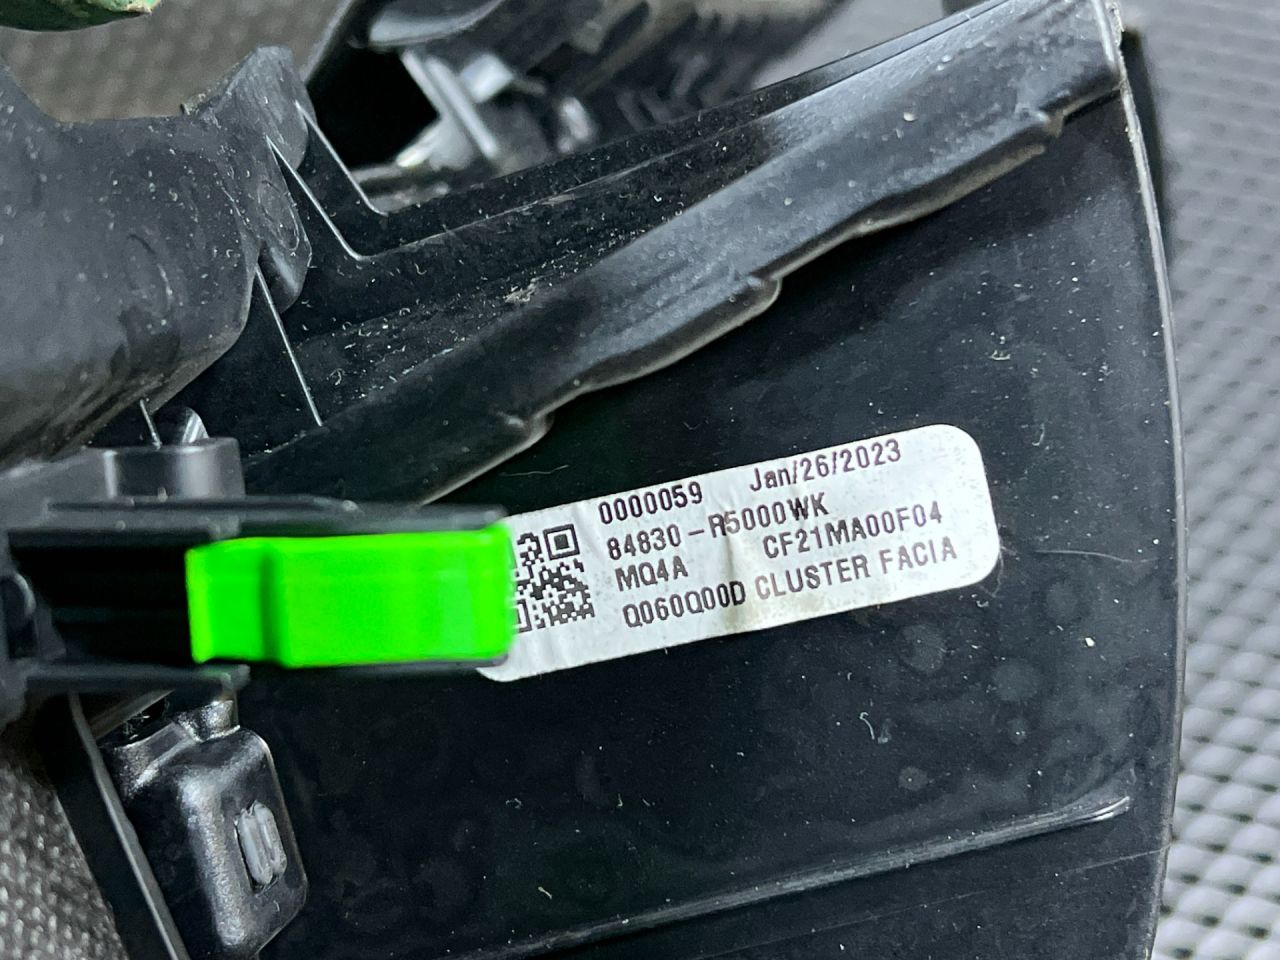 0000059 Jan/26/2023
84830-R5000WK
MQ4A CF21MA00F04
Q060Q00D CLUSTER FACIA